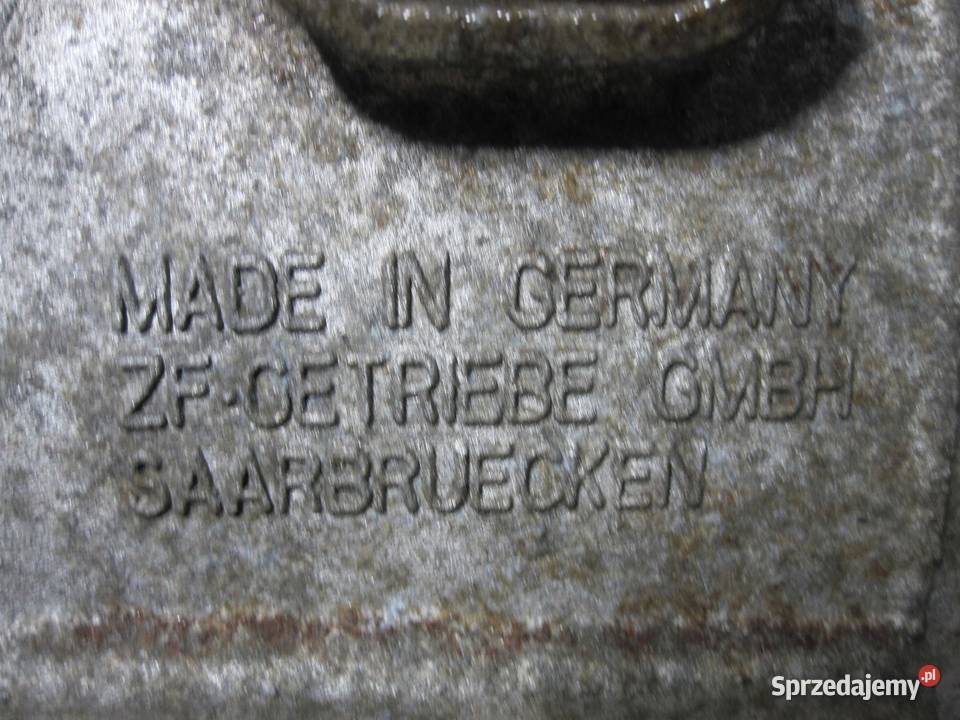 MADE IN GERMANY
ZF-GETRIEBE GMBH
SAARBRUECKEN
Sprzedajemy.pl